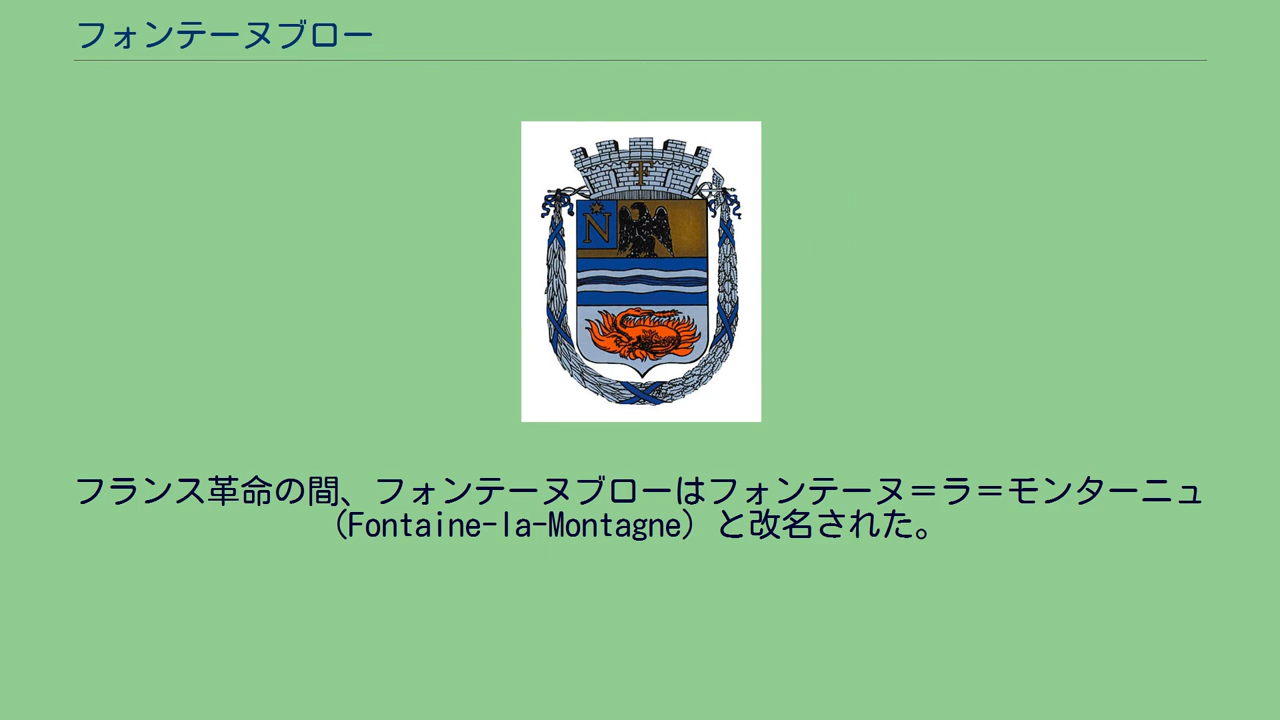 フォンテーヌブロー
N
フランス革命の間、フォンテーヌブローはフォンテーヌ＝ラ＝モンターニュ
(Fontaine-la-Montagne) と改名された。